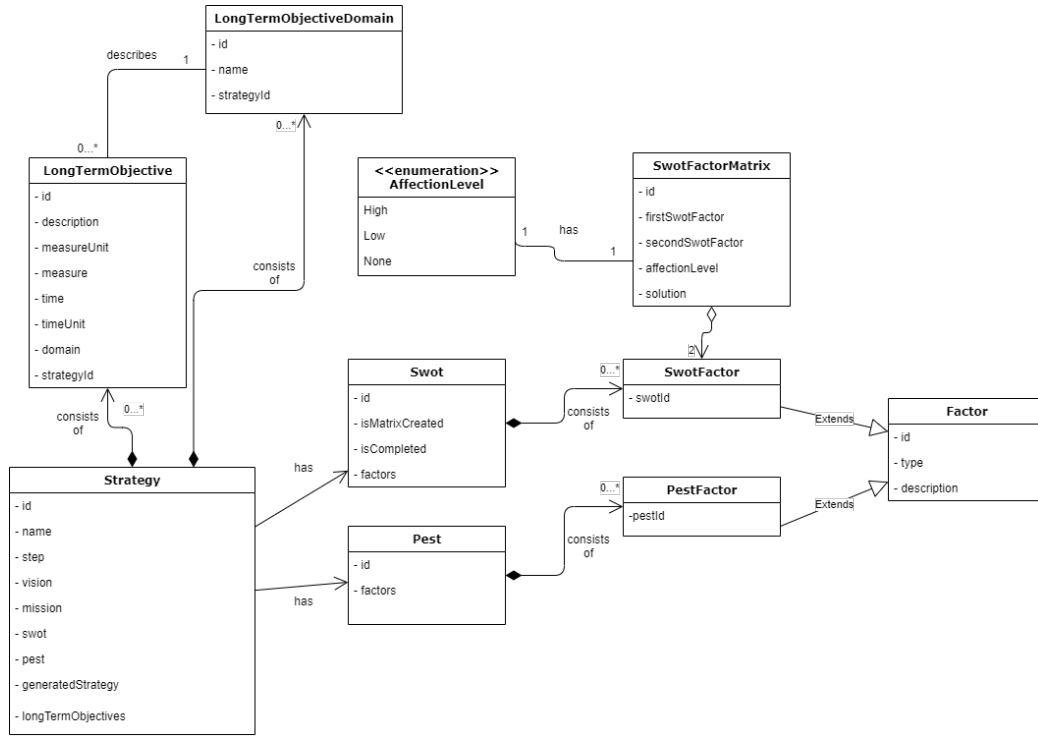 LongTermObjectiveDomain
- id
- name
- strategyId
describes
1
0...*
0...*
LongTermObjective
- id
- description
- measureUnit
- measure
- time
- timeUnit
- domain
- strategyId
consists
of
<<enumeration>>
AffectionLevel
High
Low
None
1
has
1
SwotFactorMatrix
- id
- firstSwotFactor
- secondSwotFactor
- affectionLevel
- solution
2
consists
of
0...*
Strategy
- id
- name
- step
- vision
- mission
- swot
- pest
- generatedStrategy
- longTermObjectives
has
has
Swot
- id
- isMatrixCreated
- isCompleted
- factors
consists
of
0...*
SwotFactor
- swotId
Extends
Pest
- id
- factors
consists
of
0...*
PestFactor
-pestId
Extends
Factor
- id
- type
- description